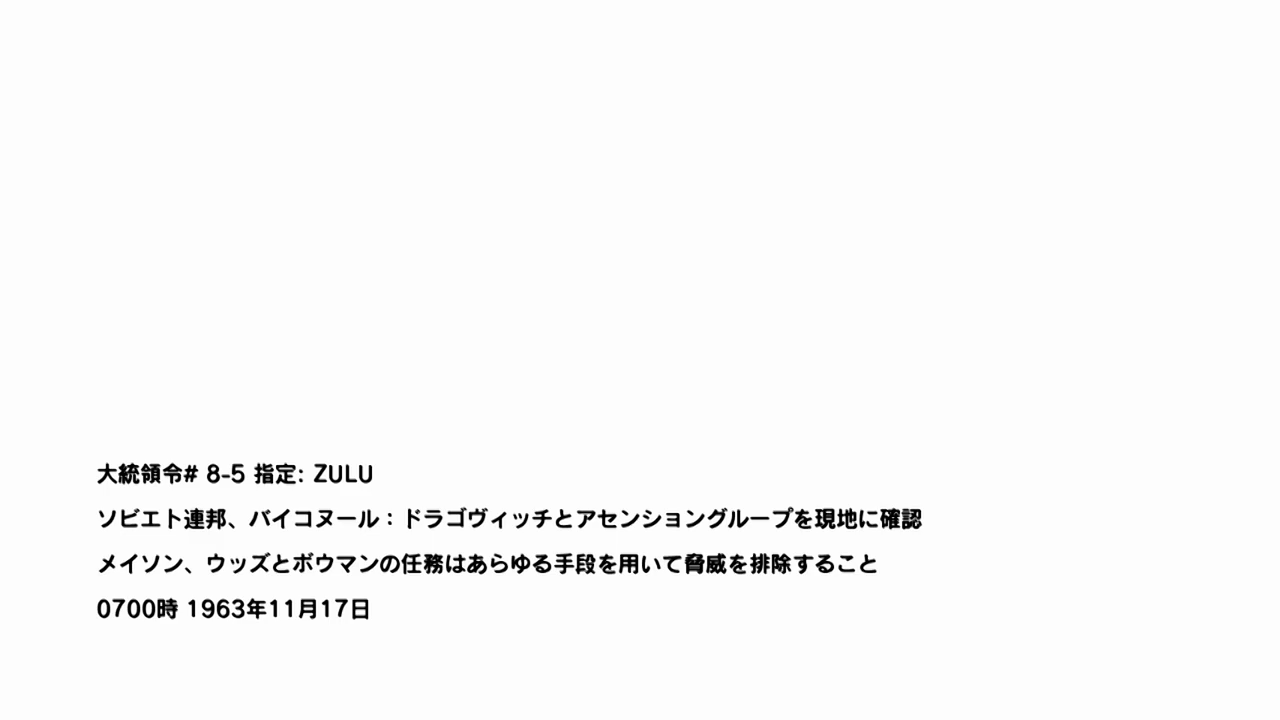 大統領令# 8-5 指定: ZULU
ソビエト連邦、バイコヌール：ドラゴヴィッチとアセンショングループを現地に確認
メイソン、ウッズとボウマンの任務はあらゆる手段を用いて脅威を排除すること
0700時 1963年11月17日